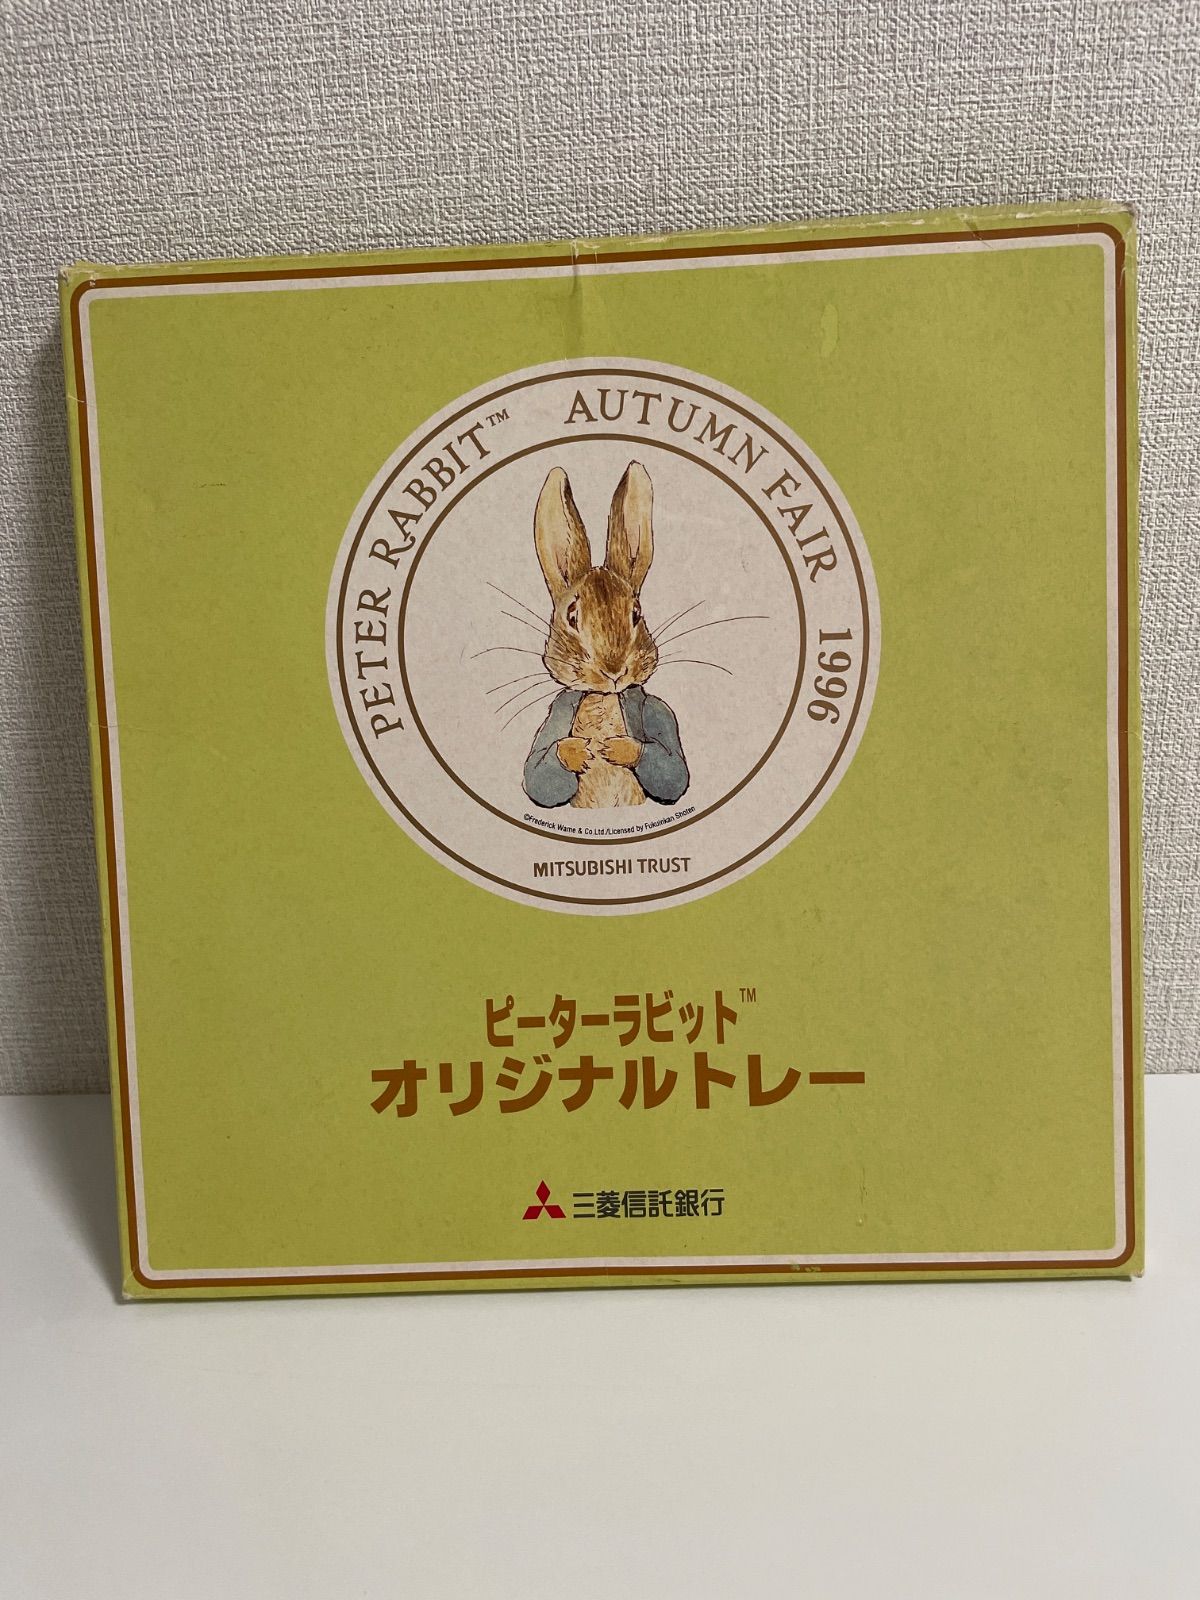 PETER RABBIT™ AUTUMN FAIR 1996
©Frederick Warne & Co.Ltd./Licensed by Fukuinkan Shoten
MITSUBISHI TRUST
ピーターラビット™
オリジナルトレー
三菱信託銀行